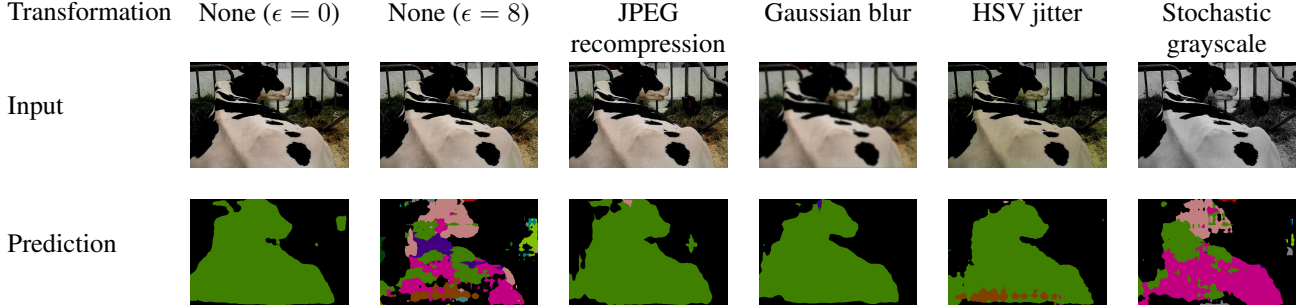 Transformation None (ϵ = 0) None (ϵ = 8) JPEG recompression Gaussian blur HSV jitter Stochastic grayscale
Input
Prediction